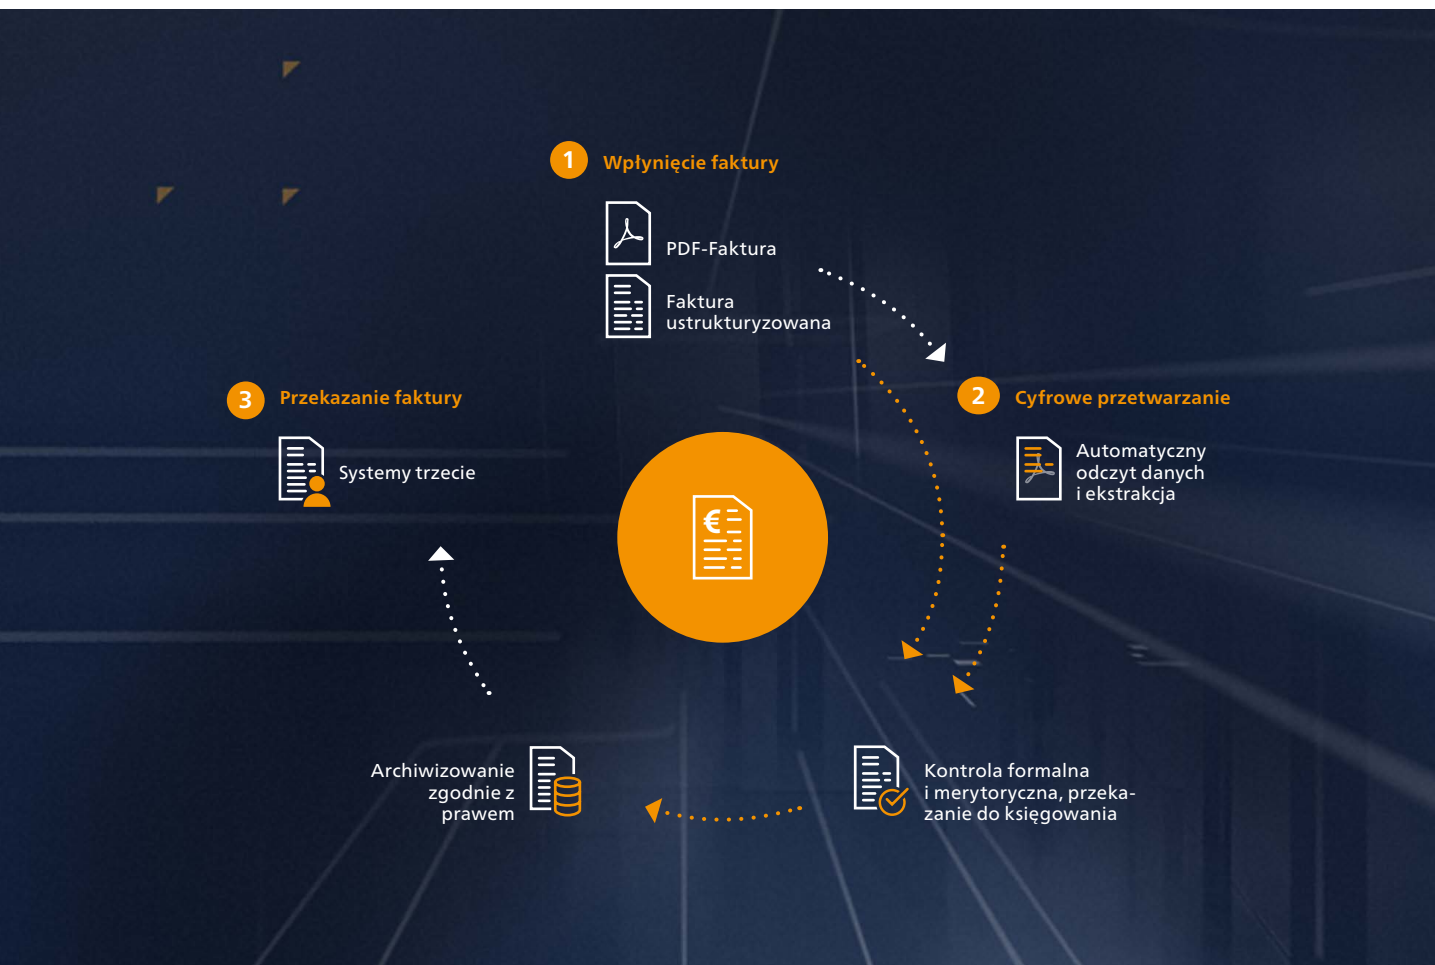 1 Wpłynięcie faktury
PDF-Faktura
Faktura
ustrukturyzowana
2 Cyfrowe przetwarzanie
Automatyczny
odczyt danych
i ekstrakcja
Kontrola formalna
i merytoryczna, przeka-
zanie do księgowania
Archiwizowanie
zgodnie z
prawem
3 Przekazanie faktury
Systemy trzecie
€